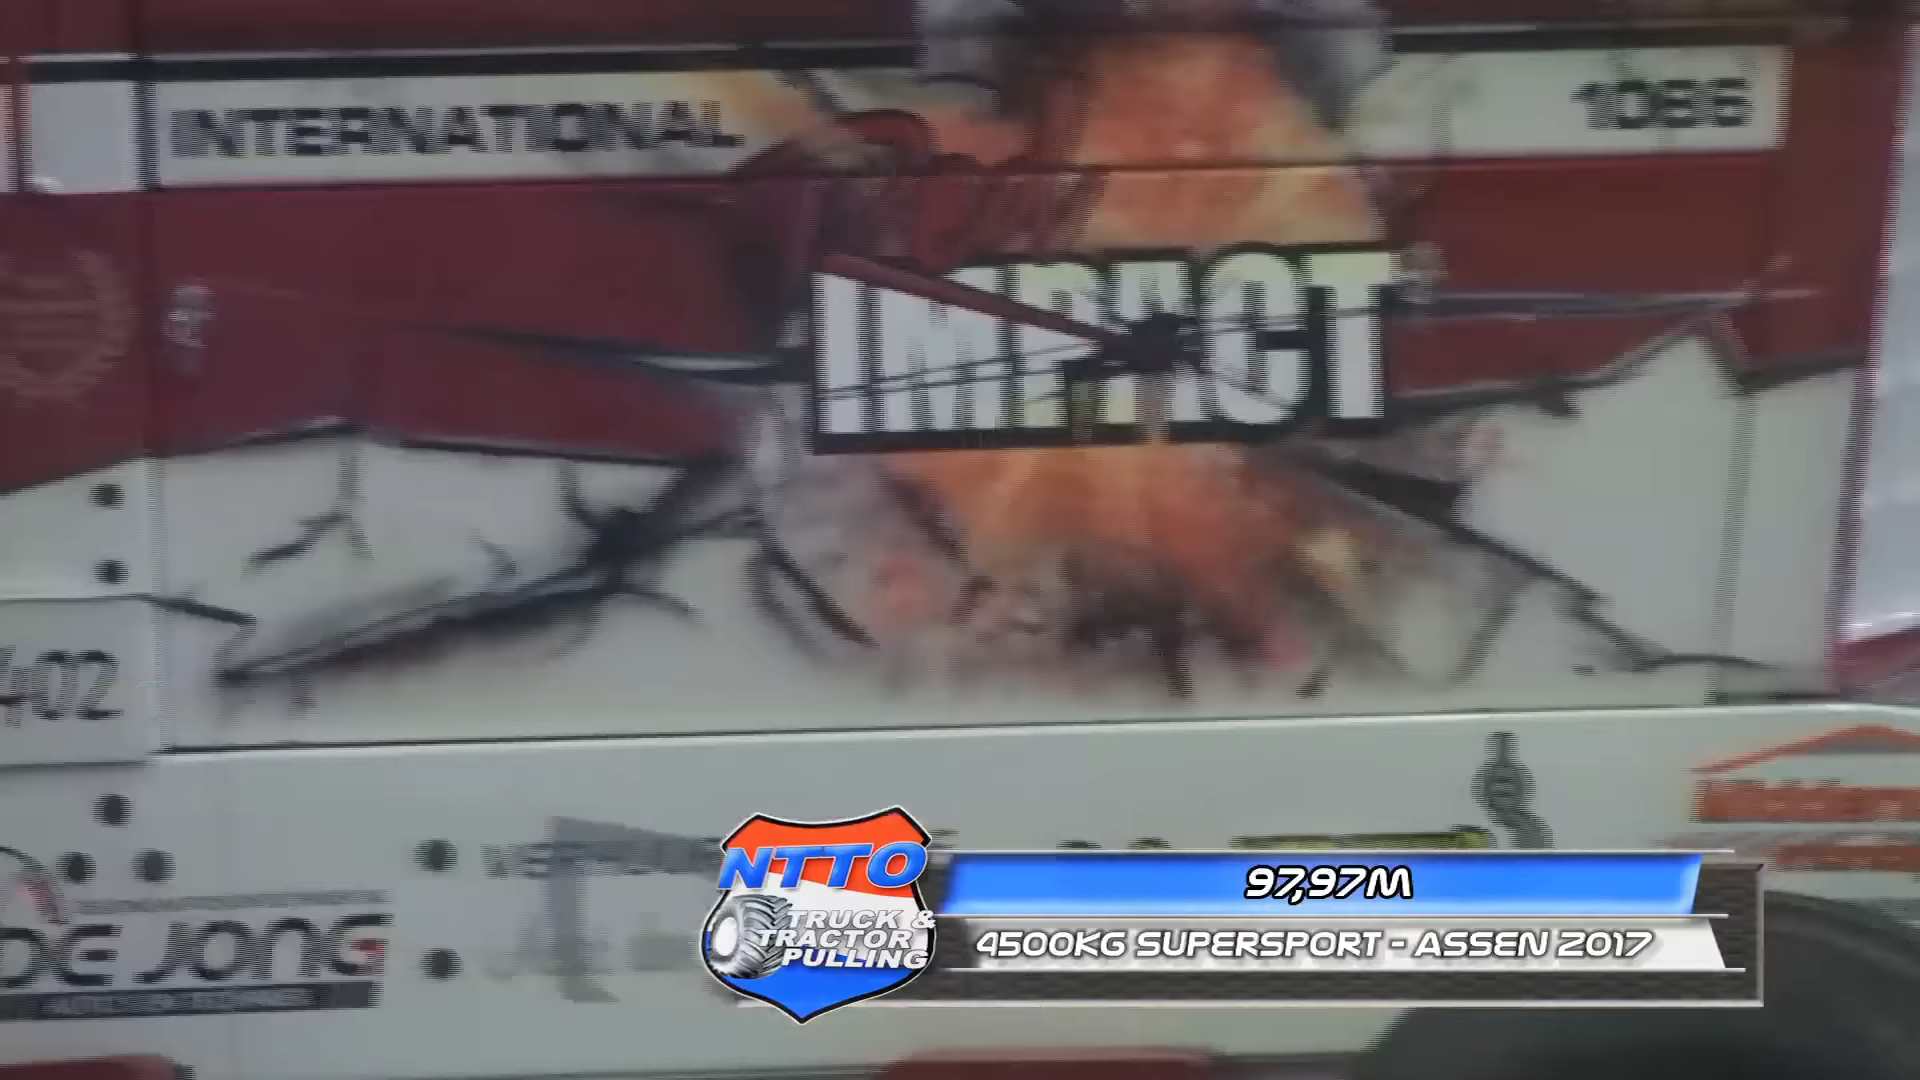 INTERNATIONAL
1086
IMPACT
402
DE JONG
NTTO
TRUCK &
TRACTOR
PULLING
97,97M
4500KG SUPERSPORT - ASSEN 2017